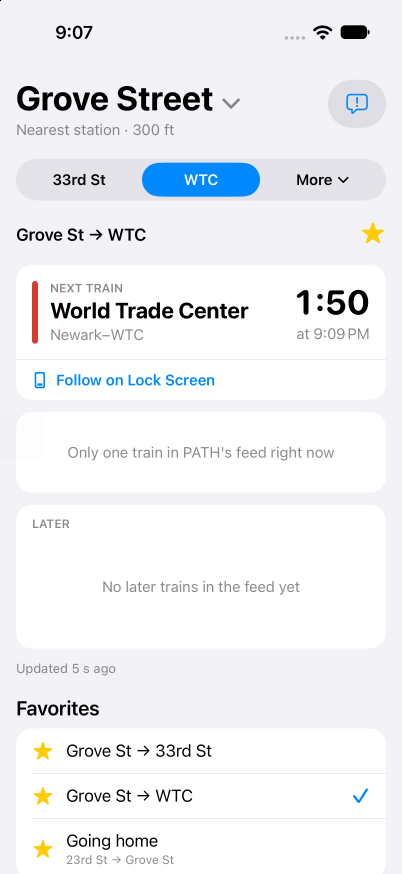 9:07
Grove Street
Nearest station · 300 ft
33rd St
WTC
More
Grove St → WTC
NEXT TRAIN
World Trade Center
Newark–WTC
1:50
at 9:09 PM
Follow on Lock Screen
Only one train in PATH's feed right now
LATER
No later trains in the feed yet
Updated 5 s ago
Favorites
Grove St → 33rd St
Grove St → WTC
Going home
23rd St → Grove St